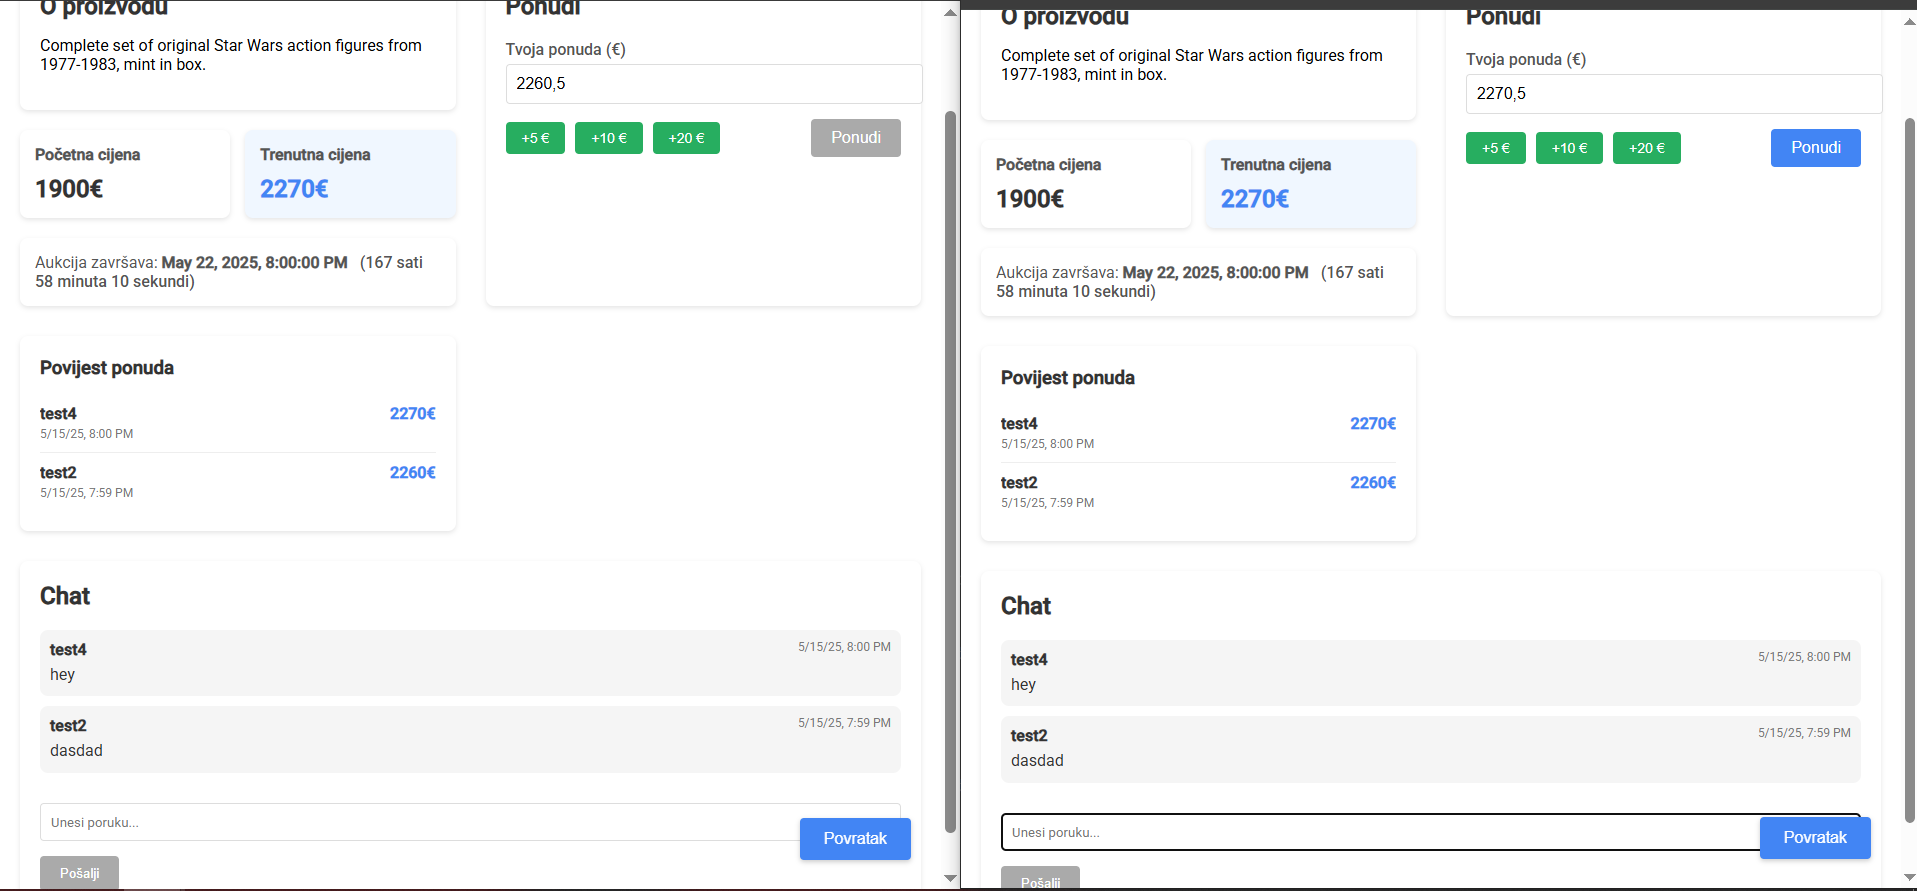 O proizvodu
Complete set of original Star Wars action figures from
1977-1983, mint in box.
Početna cijena
1900€
Trenutna cijena
2270€
Aukcija završava: May 22, 2025, 8:00:00 PM (167 sati
58 minuta 10 sekundi)
Ponudi
Tvoja ponuda (€)
2260,5
+5 €
+10 €
+20 €
Ponudi
Povijest ponuda
test4
2270€
5/15/25, 8:00 PM
test2
2260€
5/15/25, 7:59 PM
Chat
test4
5/15/25, 8:00 PM
hey
test2
5/15/25, 7:59 PM
dasdad
Unesi poruku...
Povratak
Pošalji
O proizvodu
Complete set of original Star Wars action figures from
1977-1983, mint in box.
Početna cijena
1900€
Trenutna cijena
2270€
Aukcija završava: May 22, 2025, 8:00:00 PM (167 sati
58 minuta 10 sekundi)
Ponudi
Tvoja ponuda (€)
2270,5
+5 €
+10 €
+20 €
Ponudi
Povijest ponuda
test4
2270€
5/15/25, 8:00 PM
test2
2260€
5/15/25, 7:59 PM
Chat
test4
5/15/25, 8:00 PM
hey
test2
5/15/25, 7:59 PM
dasdad
Unesi poruku...
Povratak
Pošalji